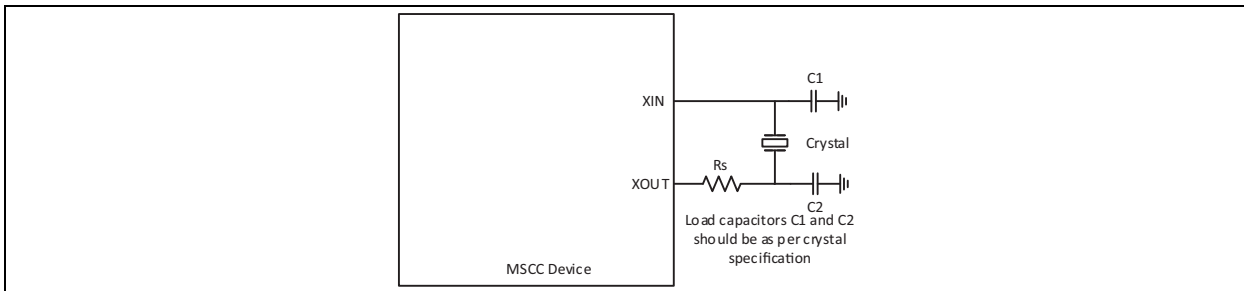 C1
XIN
Crystal
Rs
XOUT
C2
Load capacitors C1 and C2
should be as per crystal
specification
MSCC Device